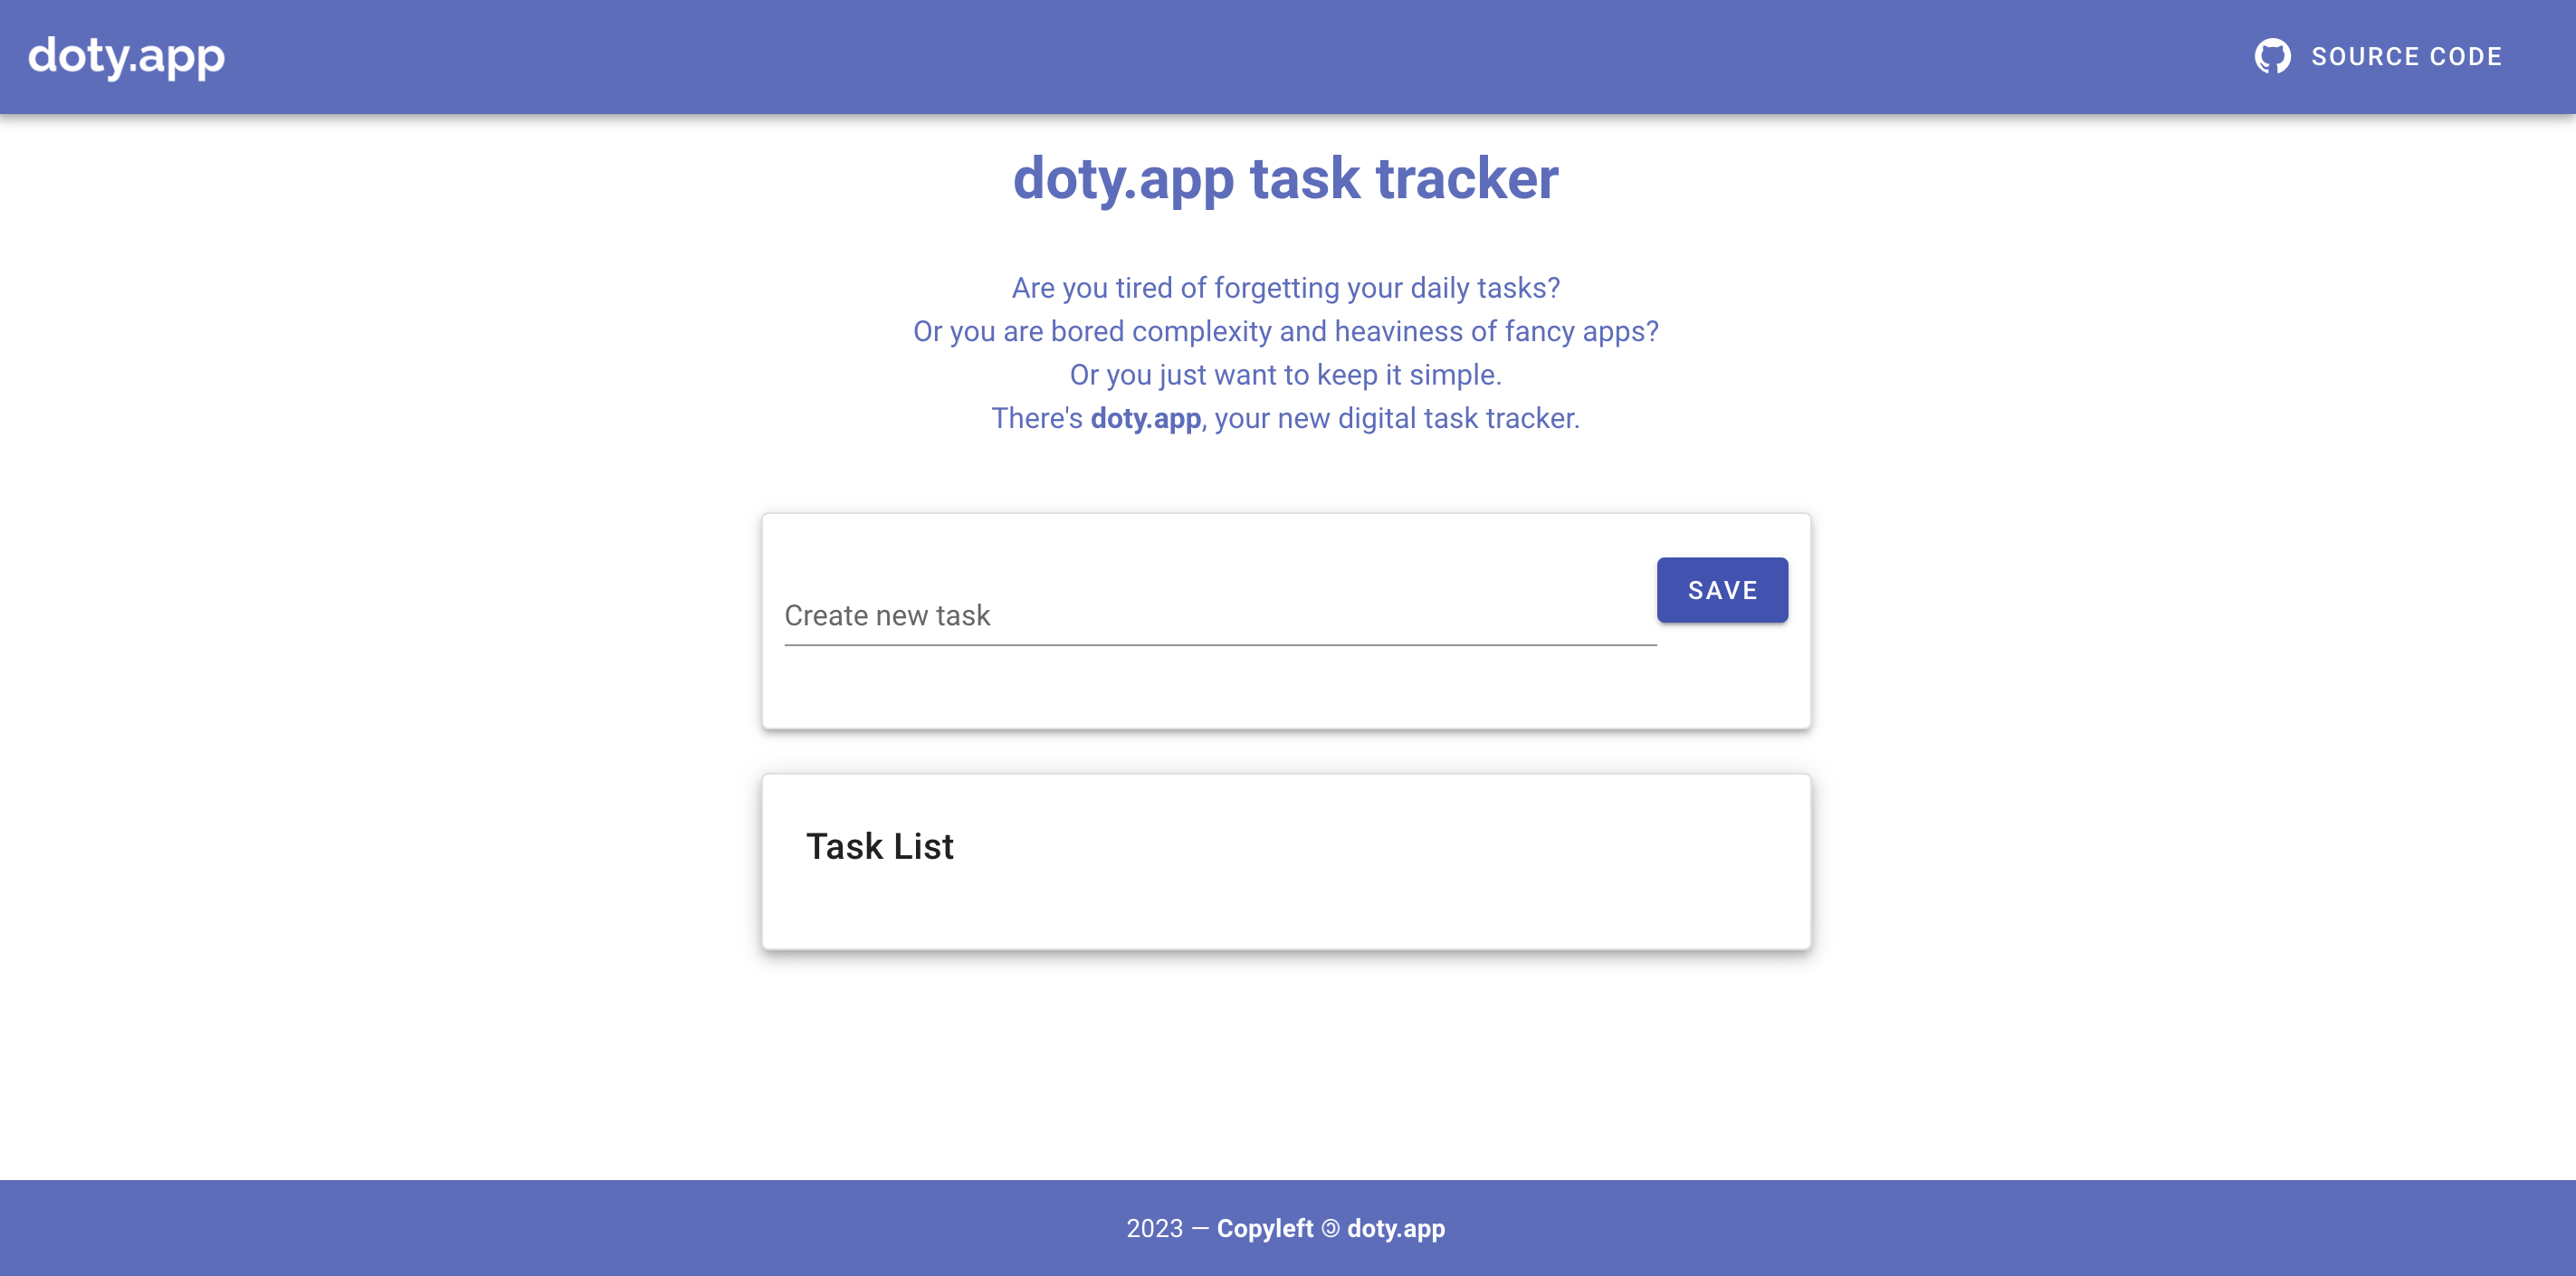 doty.app
SOURCE CODE
doty.app task tracker
Are you tired of forgetting your daily tasks?
Or you are bored complexity and heaviness of fancy apps?
Or you just want to keep it simple.
There's doty.app, your new digital task tracker.
Create new task
SAVE
Task List
2023 — Copyleft 🄯 doty.app